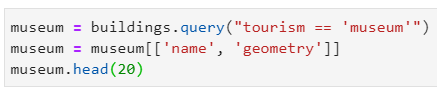 museum = buildings.query("tourism == 'museum'")
museum = museum[['name', 'geometry']]
museum.head(20)